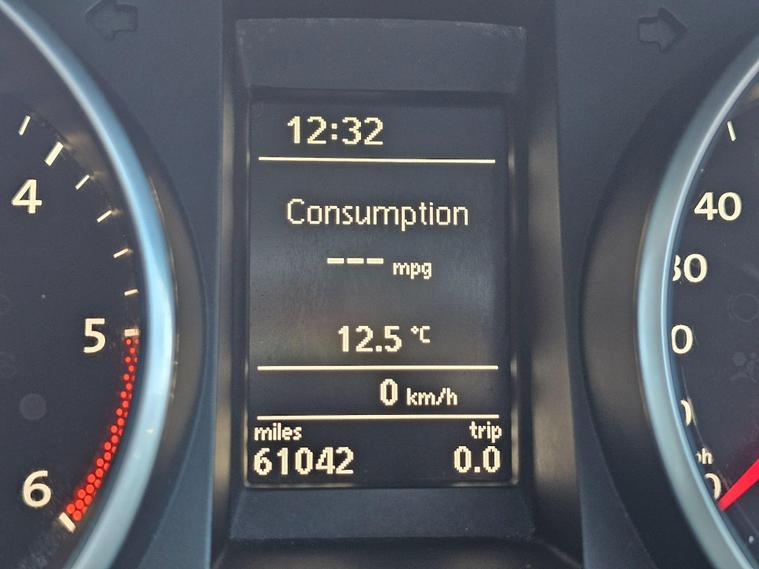 12:32
Consumption
--- mpg
12.5 °C
0 km/h
miles trip
61042 0.0
4
5
6
40